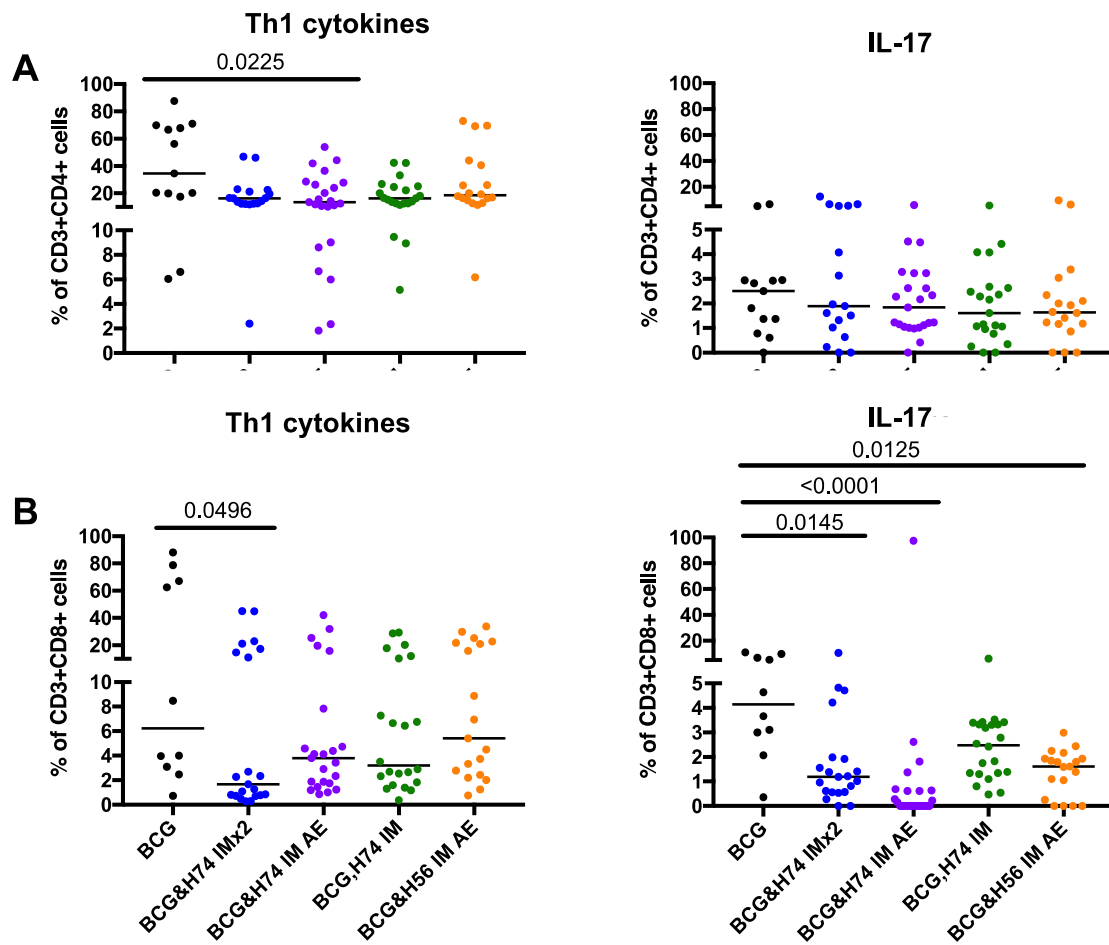 Th1 cytokines
IL-17
A
0.0225
% of CD3+CD4+ cells
100
80
60
40
20
10
8
6
4
2
0
% of CD3+CD4+ cells
100
80
60
40
20
5
4
3
2
1
0
Th1 cytokines
IL-17
0.0125
<0.0001
B
0.0496
0.0145
% of CD3+CD8+ cells
100
80
60
40
20
10
8
6
4
2
0
% of CD3+CD8+ cells
100
80
60
40
20
5
4
3
2
1
0
BCG
BCG&H74 IMx2
BCG&H74 IM AE
BCG,H74 IM
BCG&H56 IM AE
BCG
BCG&H74 IMx2
BCG&H74 IM AE
BCG,H74 IM
BCG&H56 IM AE